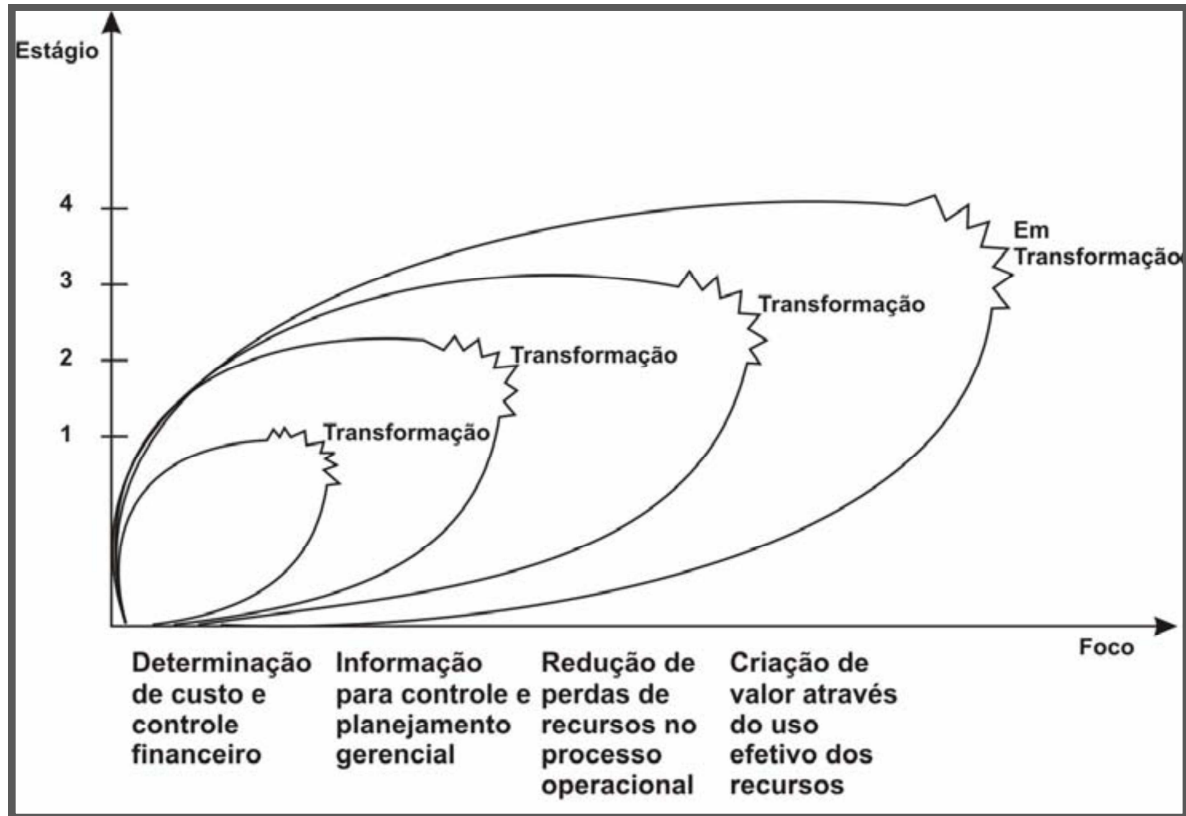 Estágio
4
Em
Transformação
3
Transformação
2
Transformação
1
Transformação
Foco
Determinação
de custo e
controle
financeiro
Informação
para controle e
planejamento
gerencial
Redução de
perdas de
recursos no
processo
operacional
Criação de
valor através
do uso
efetivo dos
recursos